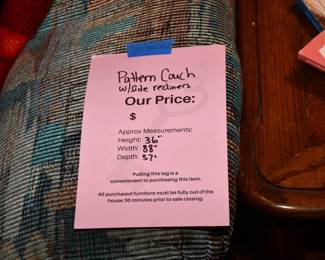 Pattern Couch
w/side recliners
Our Price:
$
Approx Measurements:
Height: 36"
Width: 88"
Depth: 37"
Pulling this tag is a
commitment to purchasing this item.
All purchased furniture must be fully out of the
house 30 minutes prior to sale closing.